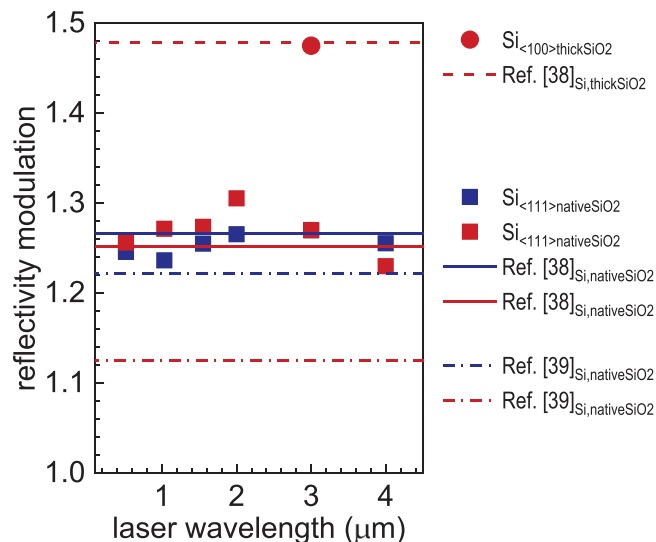 1.5
1.4
1.3
1.2
1.1
1.0
reflectivity modulation
1 2 3 4
laser wavelength (μm)
Si<100>thickSiO2
Ref. [38]Si,thickSiO2
Si<111>nativeSiO2
Si<111>nativeSiO2
Ref. [38]Si,nativeSiO2
Ref. [38]Si,nativeSiO2
Ref. [39]Si,nativeSiO2
Ref. [39]Si,nativeSiO2